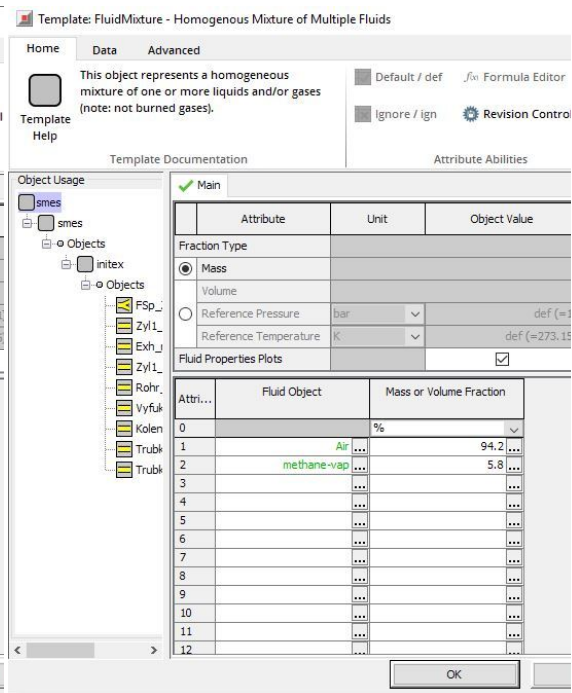 Template: FluidMixture - Homogenous Mixture of Multiple Fluids
Home Data Advanced
Template Help
This object represents a homogeneous
mixture of one or more liquids and/or gases
(note: not burned gases).
Template Documentation
Default / def
Formula Editor
Ignore / ign
Revision Control
Attribute Abilities
Object Usage
smes
smes
Objects
initex
Objects
FSp_
Zyl1_
Exh_
Zyl1_
Rohr_
Vyfuk
Kolen
Trubk
Trubk
Main
Attribute Unit Object Value
Fraction Type
Mass
Volume
Reference Pressure bar def (=1
Reference Temperature K def (=273.15
Fluid Properties Plots
Attri... Fluid Object Mass or Volume Fraction
0 %
1 Air ... 94.2 ...
2 methane-vap ... 5.8 ...
3 ... ...
4 ... ...
5 ... ...
6 ... ...
7 ... ...
8 ... ...
9 ... ...
10 ... ...
11 ... ...
12 ... ...
OK